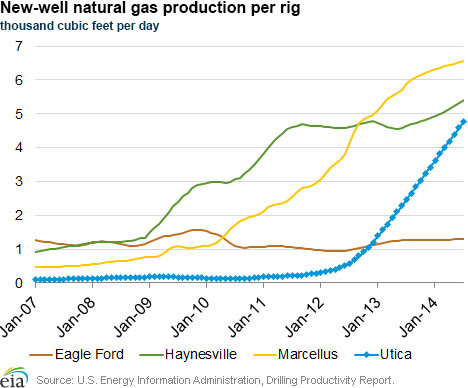 New-well natural gas production per rig
thousand cubic feet per day
7
6
5
4
3
2
1
0
Jan-07
Jan-08
Jan-09
Jan-10
Jan-11
Jan-12
Jan-13
Jan-14
Eagle Ford Haynesville Marcellus Utica
eia Source: U.S. Energy Information Administration, Drilling Productivity Report.